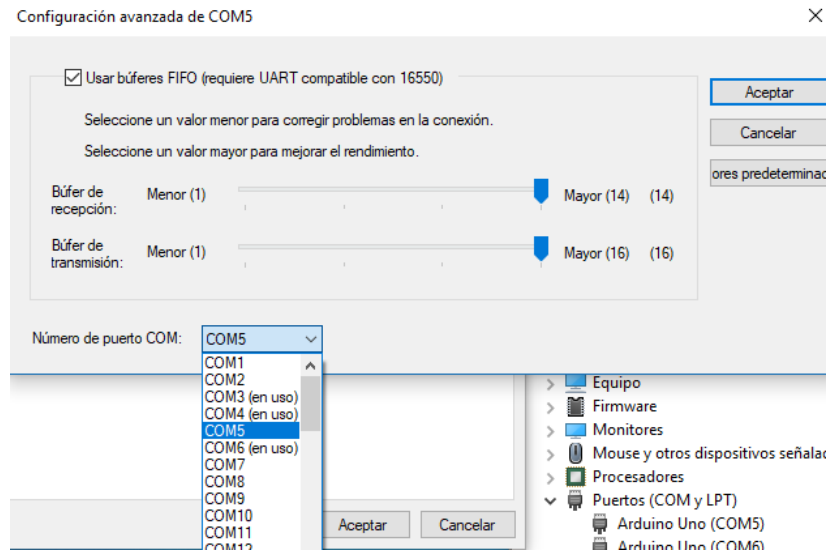 Configuración avanzada de COM5
Usar búferes FIFO (requiere UART compatible con 16550)
Aceptar
Seleccione un valor menor para corregir problemas en la conexión.
Cancelar
Seleccione un valor mayor para mejorar el rendimiento.
ores predeterminac
Búfer de
recepción:
Menor (1)
Mayor (14)
(14)
Búfer de
transmisión:
Menor (1)
Mayor (16)
(16)
Número de puerto COM:
COM5
COM1
COM2
COM3 (en uso)
COM4 (en uso)
COM5
COM6 (en uso)
COM7
COM8
COM9
COM10
COM11
COM12
Aceptar
Cancelar
Equipo
Firmware
Monitores
Mouse y otros dispositivos señalad
Procesadores
Puertos (COM y LPT)
Arduino Uno (COM5)
Arduino Uno (COM6)